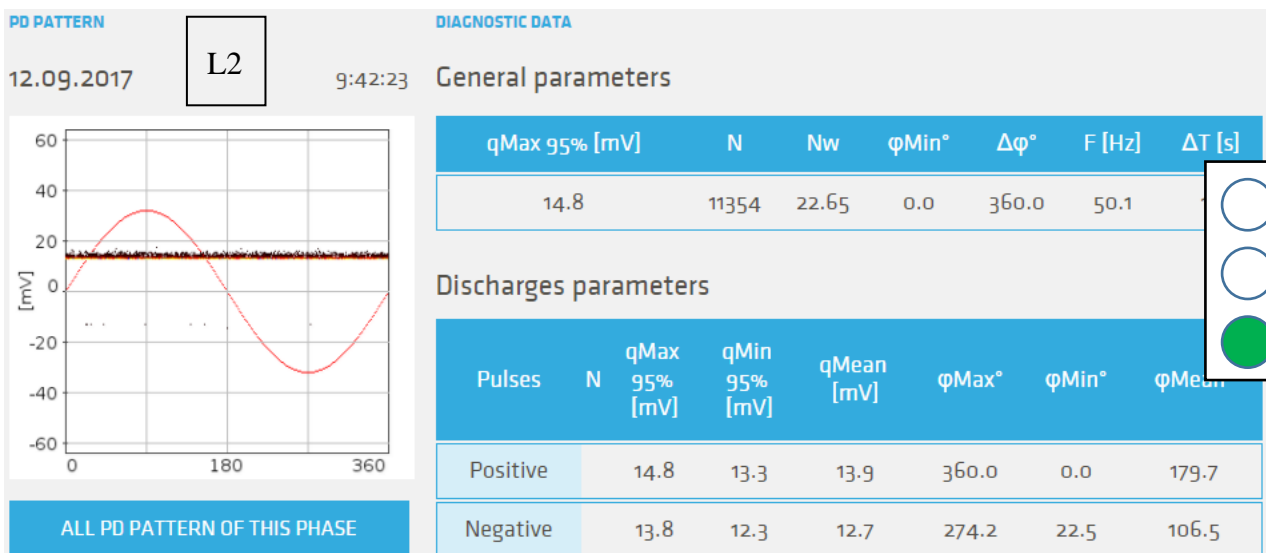 PD PATTERN
12.09.2017 L2 9:42:23
60
40
20
0
-20
-40
-60
[mV]
0 180 360
ALL PD PATTERN OF THIS PHASE
DIAGNOSTIC DATA
General parameters
qMax 95% [mV] N Nw φMin° Δφ° F [Hz] ΔT [s]
14.8 11354 22.65 0.0 360.0 50.1
Discharges parameters
Pulses N qMax 95% [mV] qMin 95% [mV] qMean [mV] φMax° φMin° φMean°
Positive 14.8 13.3 13.9 360.0 0.0 179.7
Negative 13.8 12.3 12.7 274.2 22.5 106.5